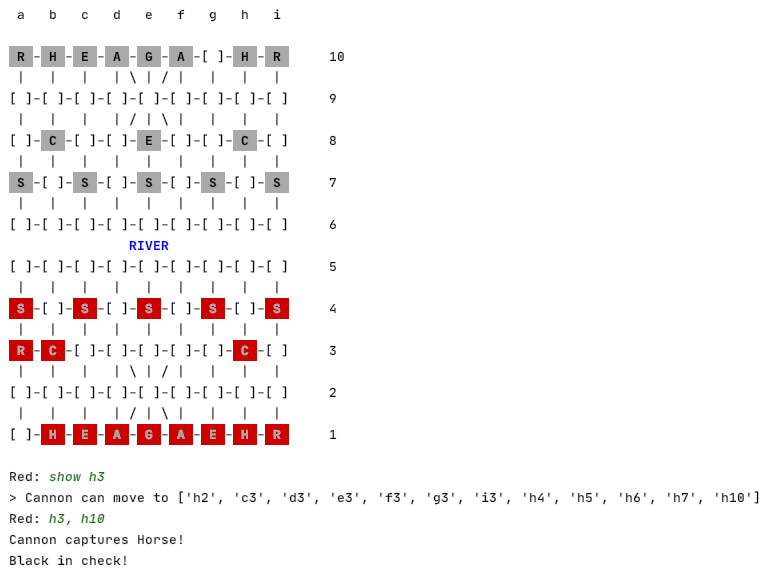 a   b   c   d   e   f   g   h   i
R - H - E - A - G - A -[ ]- H - R     10
|   |   |   | \ | / |   |   |   |
[ ]-[ ]-[ ]-[ ]-[ ]-[ ]-[ ]-[ ]-[ ]     9
|   |   |   | / | \ |   |   |   |
[ ]- C -[ ]-[ ]- E -[ ]-[ ]- C -[ ]     8
|   |   |   |   |   |   |   |   |
S -[ ]- S -[ ]- S -[ ]- S -[ ]- S     7
|   |   |   |   |   |   |   |   |
[ ]-[ ]-[ ]-[ ]-[ ]-[ ]-[ ]-[ ]-[ ]     6
RIVER
[ ]-[ ]-[ ]-[ ]-[ ]-[ ]-[ ]-[ ]-[ ]     5
|   |   |   |   |   |   |   |   |
S -[ ]- S -[ ]- S -[ ]- S -[ ]- S     4
|   |   |   |   |   |   |   |   |
R - C -[ ]-[ ]-[ ]-[ ]-[ ]- C -[ ]     3
|   |   |   | \ | / |   |   |   |
[ ]-[ ]-[ ]-[ ]-[ ]-[ ]-[ ]-[ ]-[ ]     2
|   |   |   | / | \ |   |   |   |
[ ]- H - E - A - G - A - E - H - R     1
Red: show h3
> Cannon can move to ['h2', 'c3', 'd3', 'e3', 'f3', 'g3', 'i3', 'h4', 'h5', 'h6', 'h7', 'h10']
Red: h3, h10
Cannon captures Horse!
Black in check!